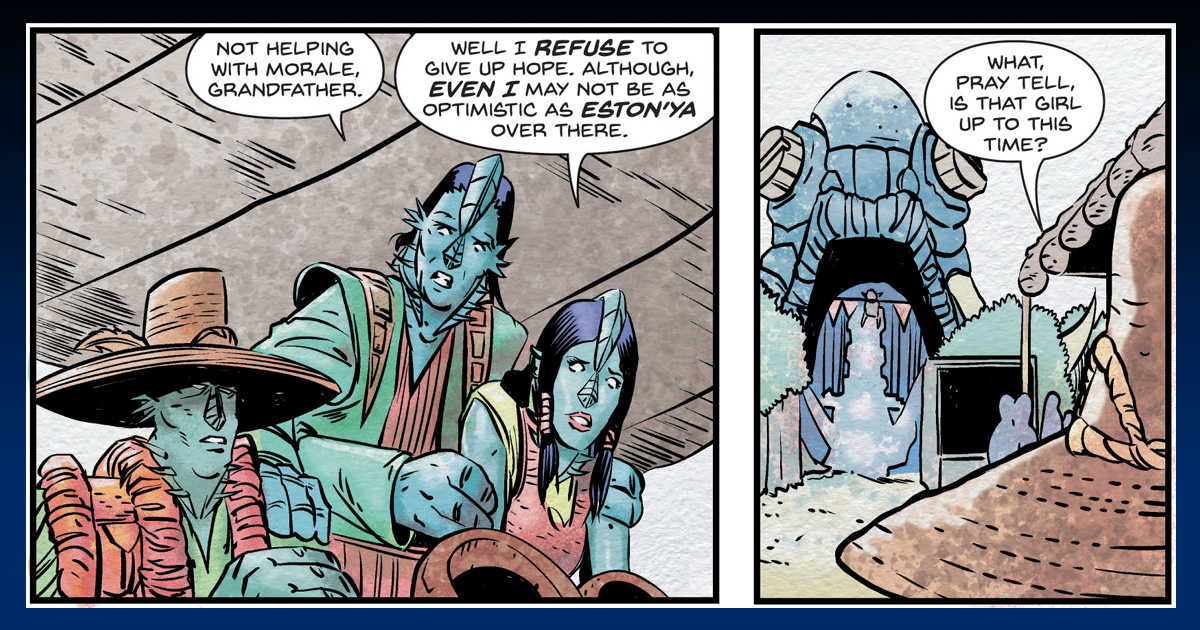 NOT HELPING
WITH MORALE,
GRANDFATHER.
WELL I REFUSE TO
GIVE UP HOPE. ALTHOUGH,
EVEN I MAY NOT BE AS
OPTIMISTIC AS ESTON'YA
OVER THERE.
WHAT,
PRAY TELL,
IS THAT GIRL
UP TO THIS
TIME?